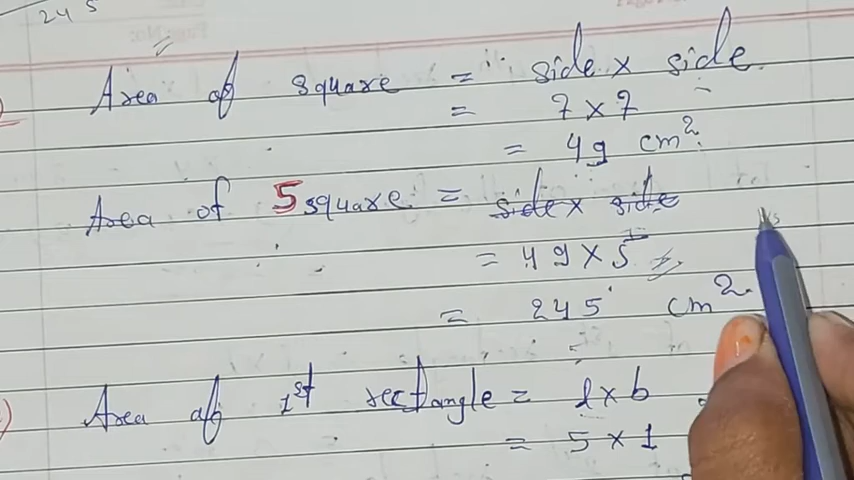 245
Area of square = side x side
= 7 x 7
= 49 cm²
Area of 5 square = side x side
= 49 x 5
= 245 cm².
Area of 1st rectangle = l x b
= 5 x 1